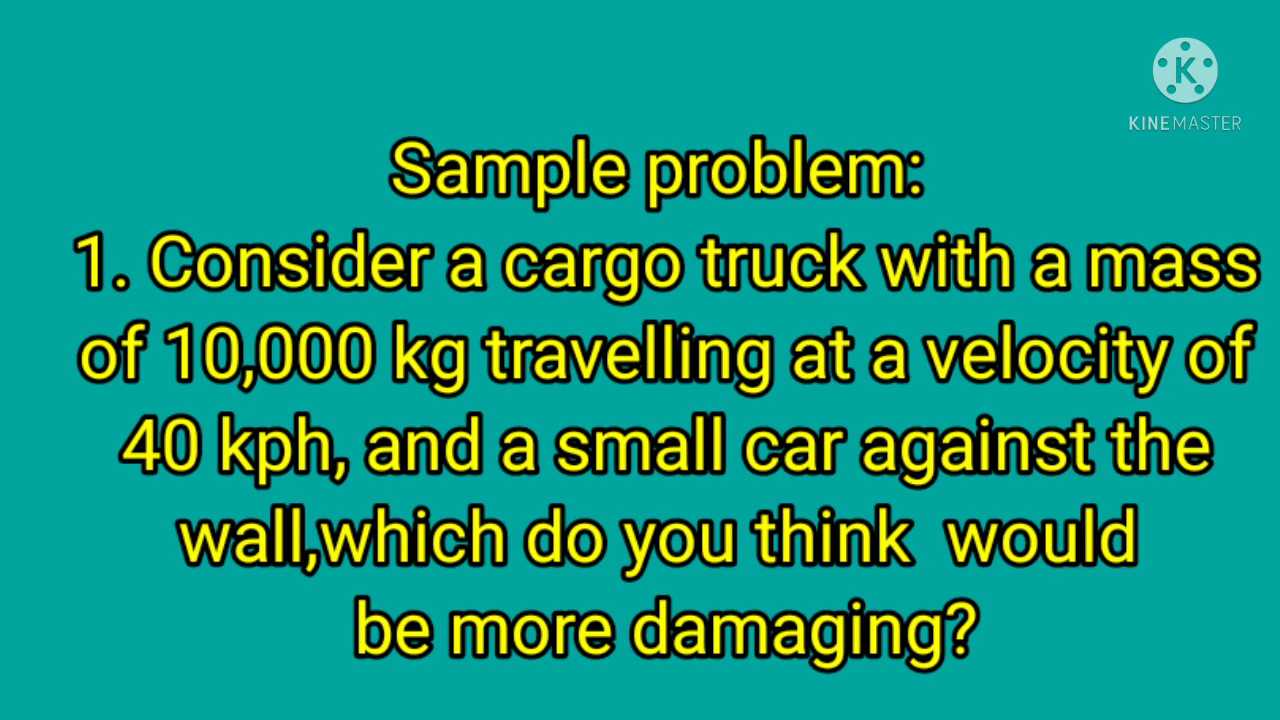 K
KINEMASTER
Sample problem:
1. Consider a cargo truck with a mass
of 10,000 kg travelling at a velocity of
40 kph, and a small car against the
wall,which do you think  would
be more damaging?